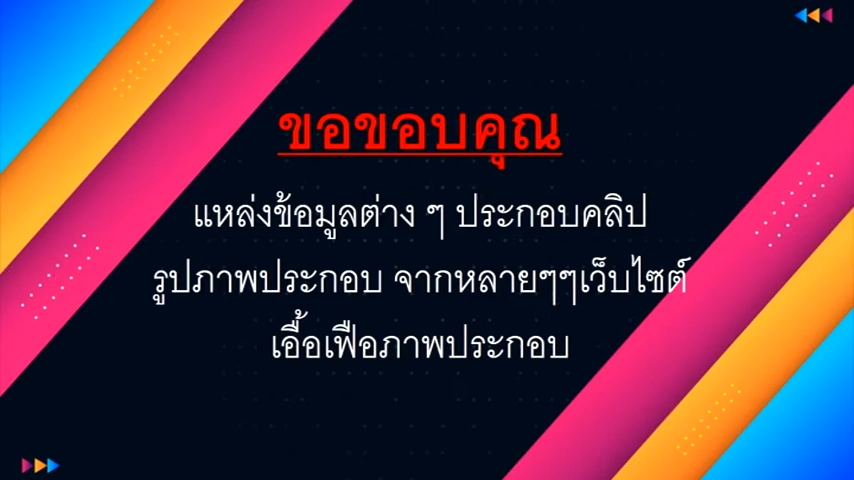 ขอขอบคุณ
แหล่งข้อมูลต่าง ๆ ประกอบคลิป
รูปภาพประกอบ จากหลายๆๆเว็บไซต์
เอื้อเฟือภาพประกอบ